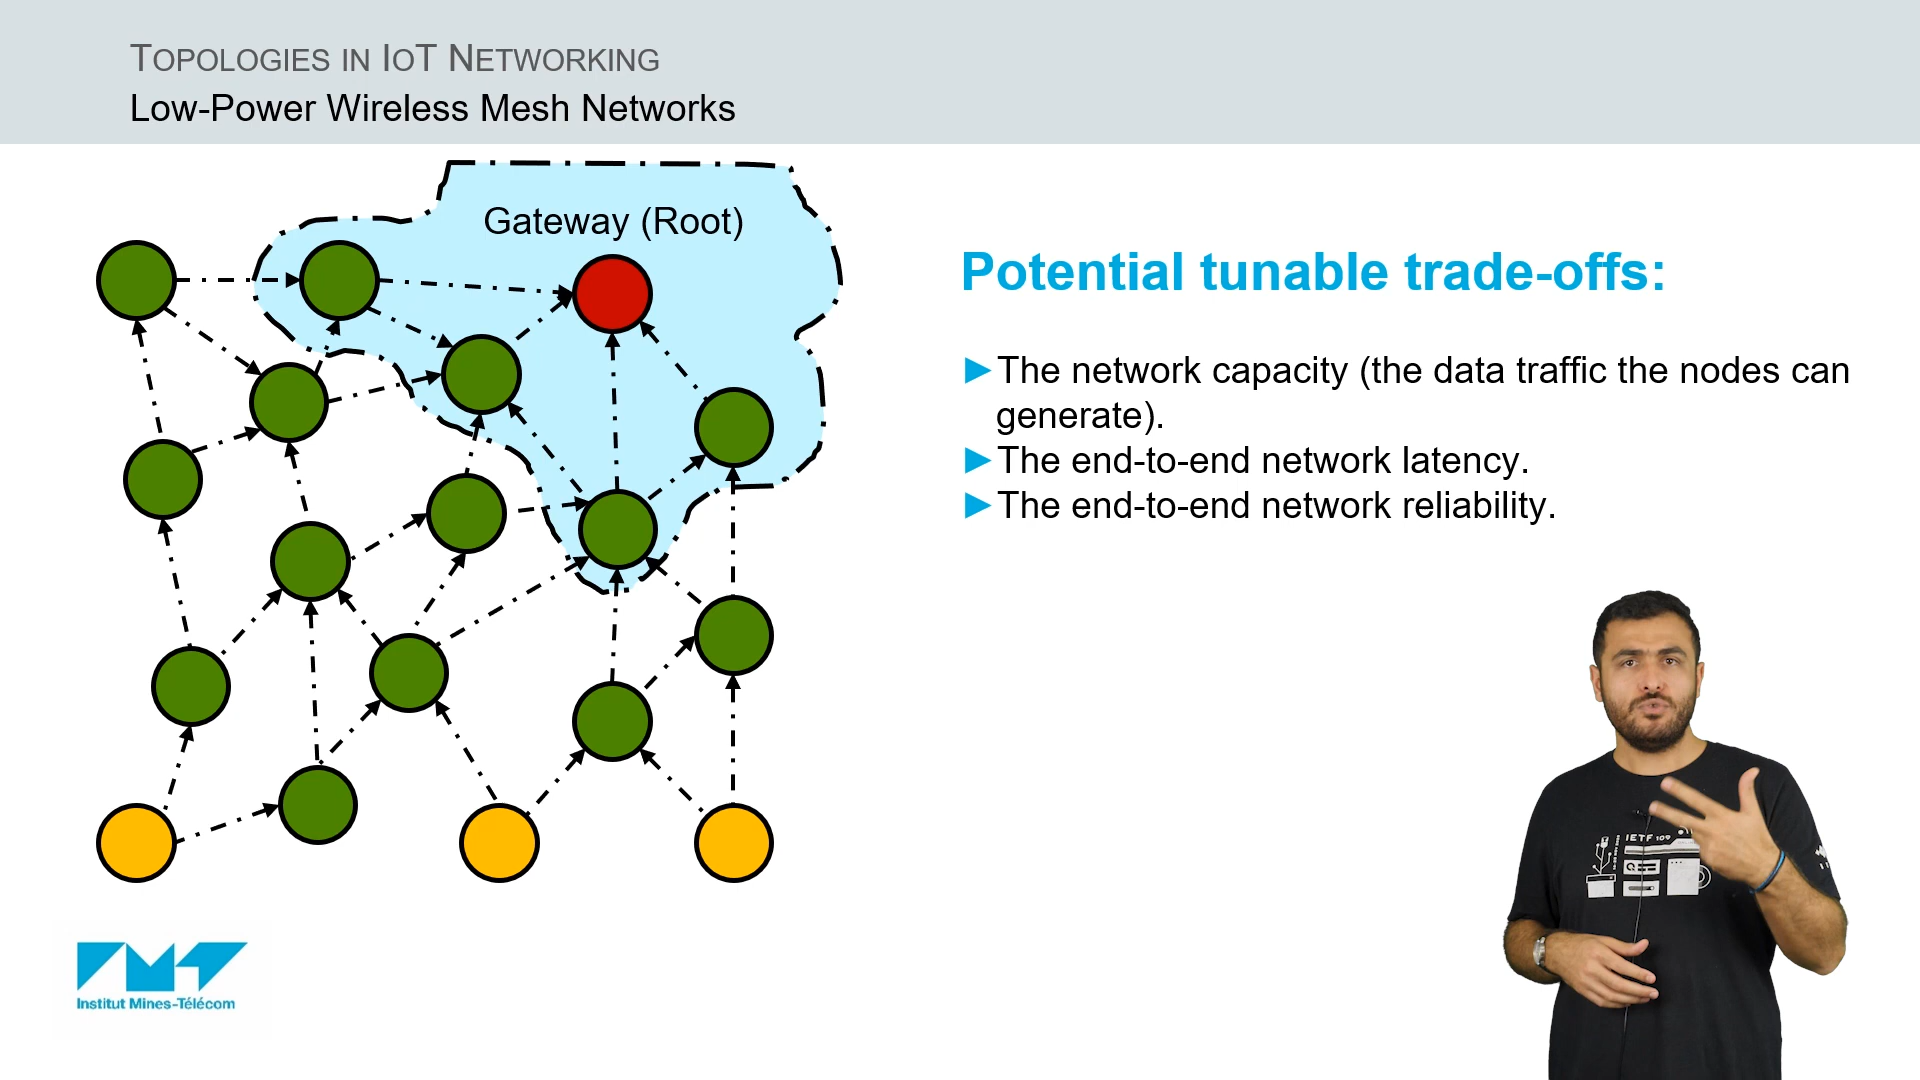 TOPOLOGIES IN IOT NETWORKING
Low-Power Wireless Mesh Networks
Gateway (Root)
Potential tunable trade-offs:
►The network capacity (the data traffic the nodes can
generate).
►The end-to-end network latency.
►The end-to-end network reliability.
IETF 109
Institut Mines-Télécom